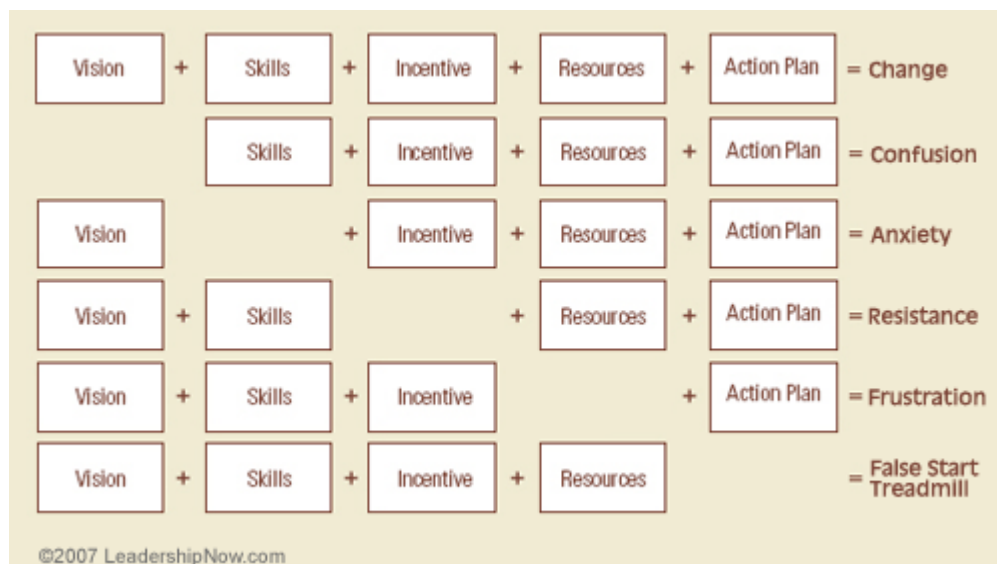 Vision + Skills + Incentive + Resources + Action Plan = Change
Skills + Incentive + Resources + Action Plan = Confusion
Vision + Incentive + Resources + Action Plan = Anxiety
Vision + Skills + Resources + Action Plan = Resistance
Vision + Skills + Incentive + Action Plan = Frustration
Vision + Skills + Incentive + Resources = False Start
Treadmill
©2007 LeadershipNow.com